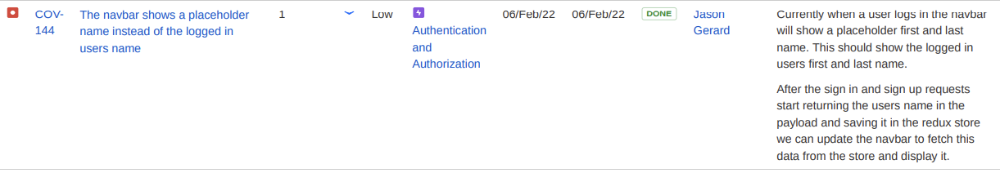 COV-
144
The navbar shows a placeholder
name instead of the logged in
users name
1
Low
Authentication
and
Authorization
06/Feb/22
06/Feb/22
DONE
Jason
Gerard
Currently when a user logs in the navbar
will show a placeholder first and last
name. This should show the logged in
users first and last name.
After the sign in and sign up requests
start returning the users name in the
payload and saving it in the redux store
we can update the navbar to fetch this
data from the store and display it.